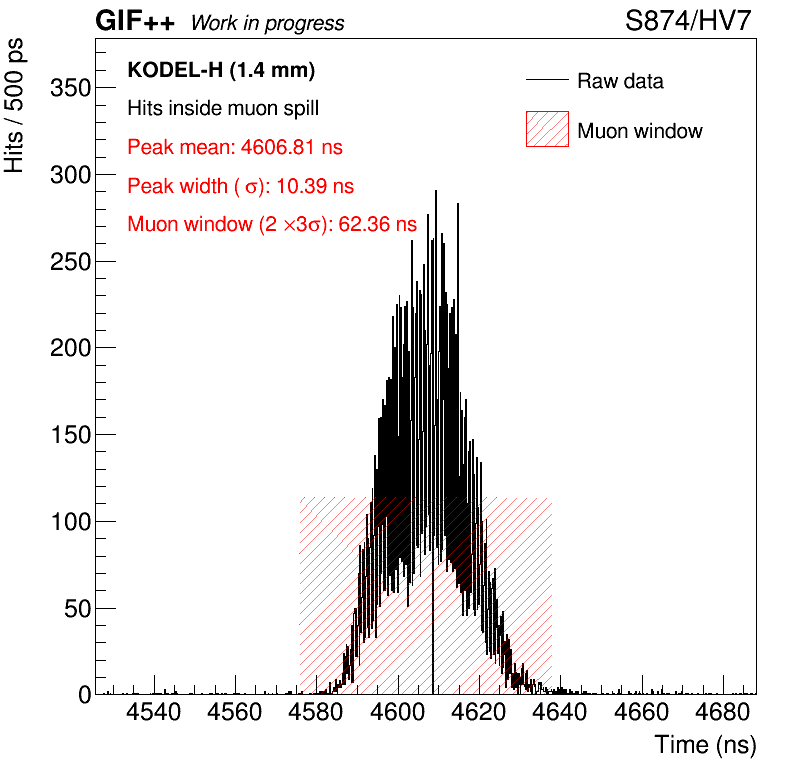 GIF++ Work in progress S874/HV7
Hits / 500 ps
KODEL-H (1.4 mm)
Hits inside muon spill
Peak mean: 4606.81 ns
Peak width ( σ): 10.39 ns
Muon window (2 ×3σ): 62.36 ns
Raw data
Muon window
350
300
250
200
150
100
50
0
4540 4560 4580 4600 4620 4640 4660 4680
Time (ns)